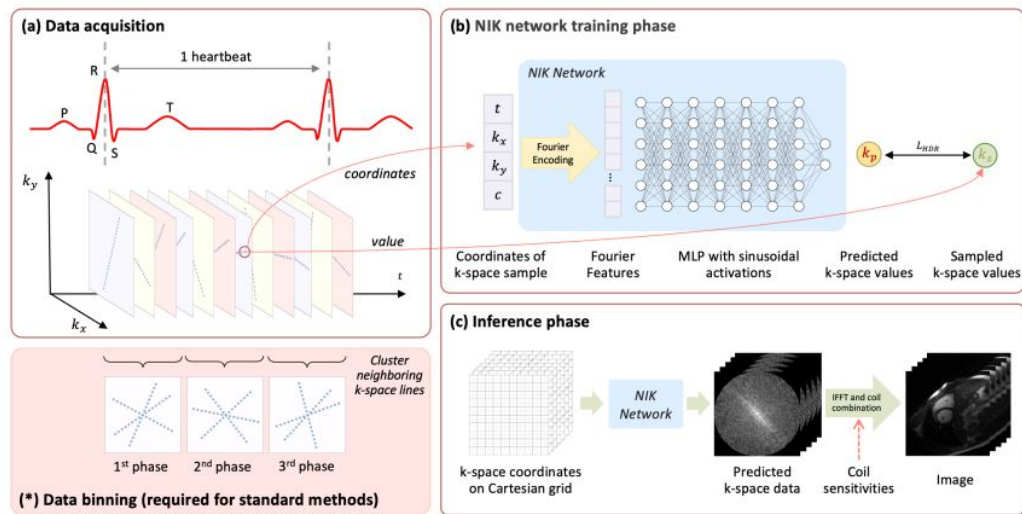 (a) Data acquisition
1 heartbeat
R
P
T
Q
S
k_y
coordinates
value
t
k_x
Cluster
neighboring
k-space lines
1st phase
2nd phase
3rd phase
(*) Data binning (required for standard methods)
(b) NIK network training phase
NIK Network
t
k_x
k_y
c
Fourier
Encoding
...
k_p
L_HDR
k_s
Coordinates of
k-space sample
Fourier
Features
MLP with sinusoidal
activations
Predicted
k-space values
Sampled
k-space values
(c) Inference phase
NIK
Network
IFFT and coil
combination
k-space coordinates
on Cartesian grid
Predicted
k-space data
Coil
sensitivities
Image